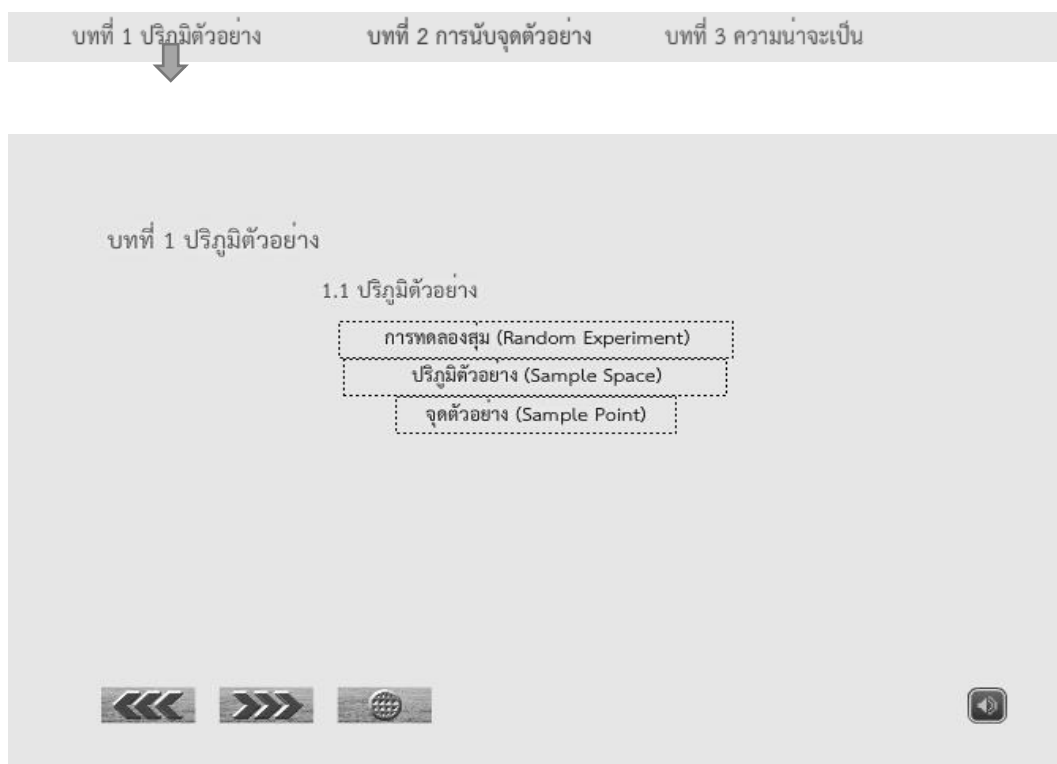 บทที่ 1 ปริภูมิตัวอย่าง บทที่ 2 การนับจุดตัวอย่าง บทที่ 3 ความน่าจะเป็น
บทที่ 1 ปริภูมิตัวอย่าง
1.1 ปริภูมิตัวอย่าง
การทดลองสุ่ม (Random Experiment)
ปริภูมิตัวอย่าง (Sample Space)
จุดตัวอย่าง (Sample Point)